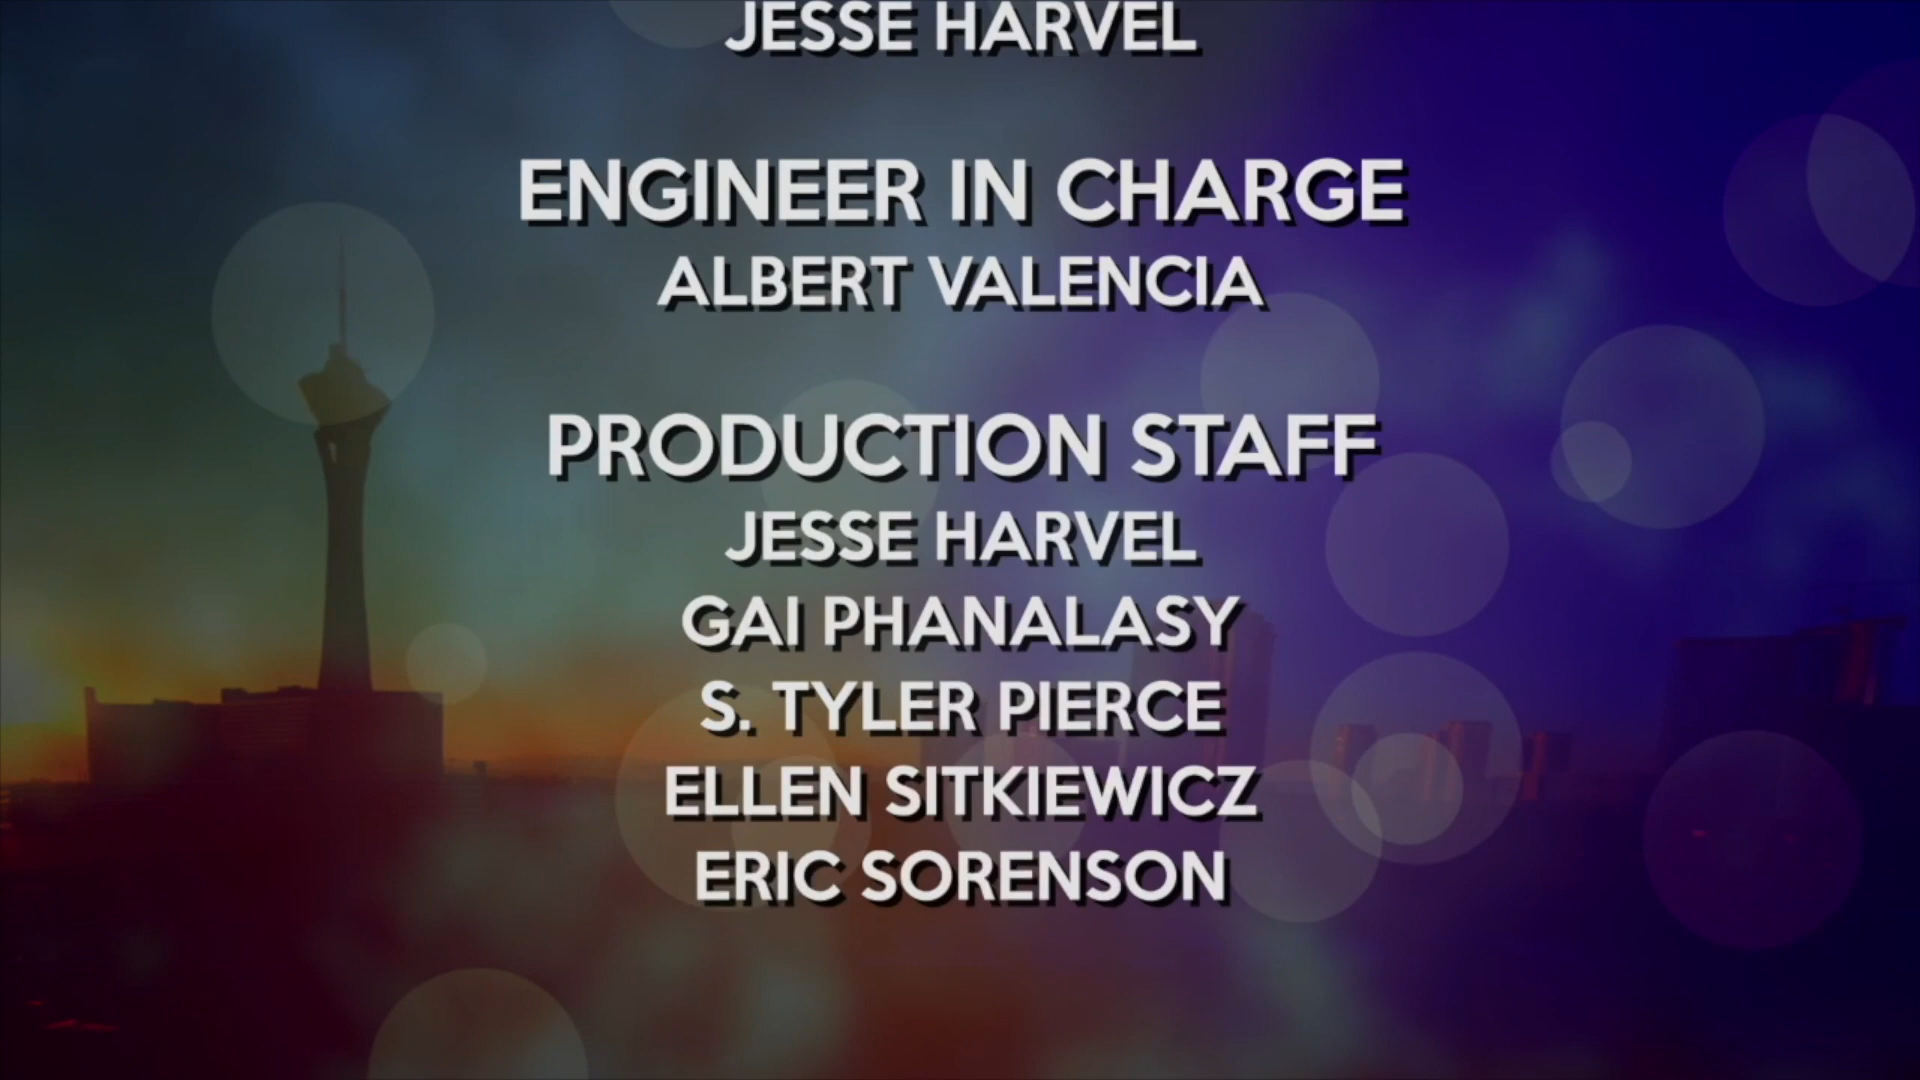 JESSE HARVEL
ENGINEER IN CHARGE
ALBERT VALENCIA
PRODUCTION STAFF
JESSE HARVEL
GAI PHANALASY
S. TYLER PIERCE
ELLEN SITKIEWICZ
ERIC SORENSON